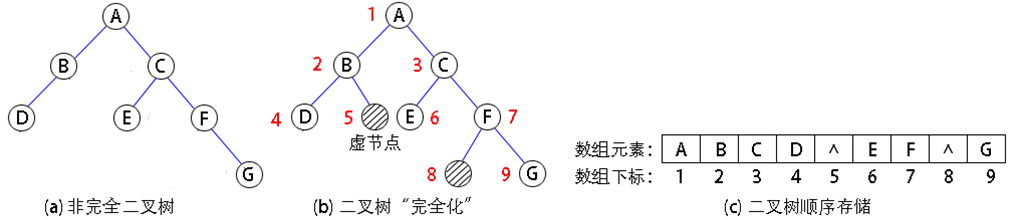 A
B
C
D
E
F
G
(a) 非完全二叉树
1
A
2
B
3
C
4
D
5
虚节点
E
6
F
7
8
9
G
(b) 二叉树“完全化”
数组元素: A B C D ^ E F ^ G
数组下标: 1 2 3 4 5 6 7 8 9
(c) 二叉树顺序存储